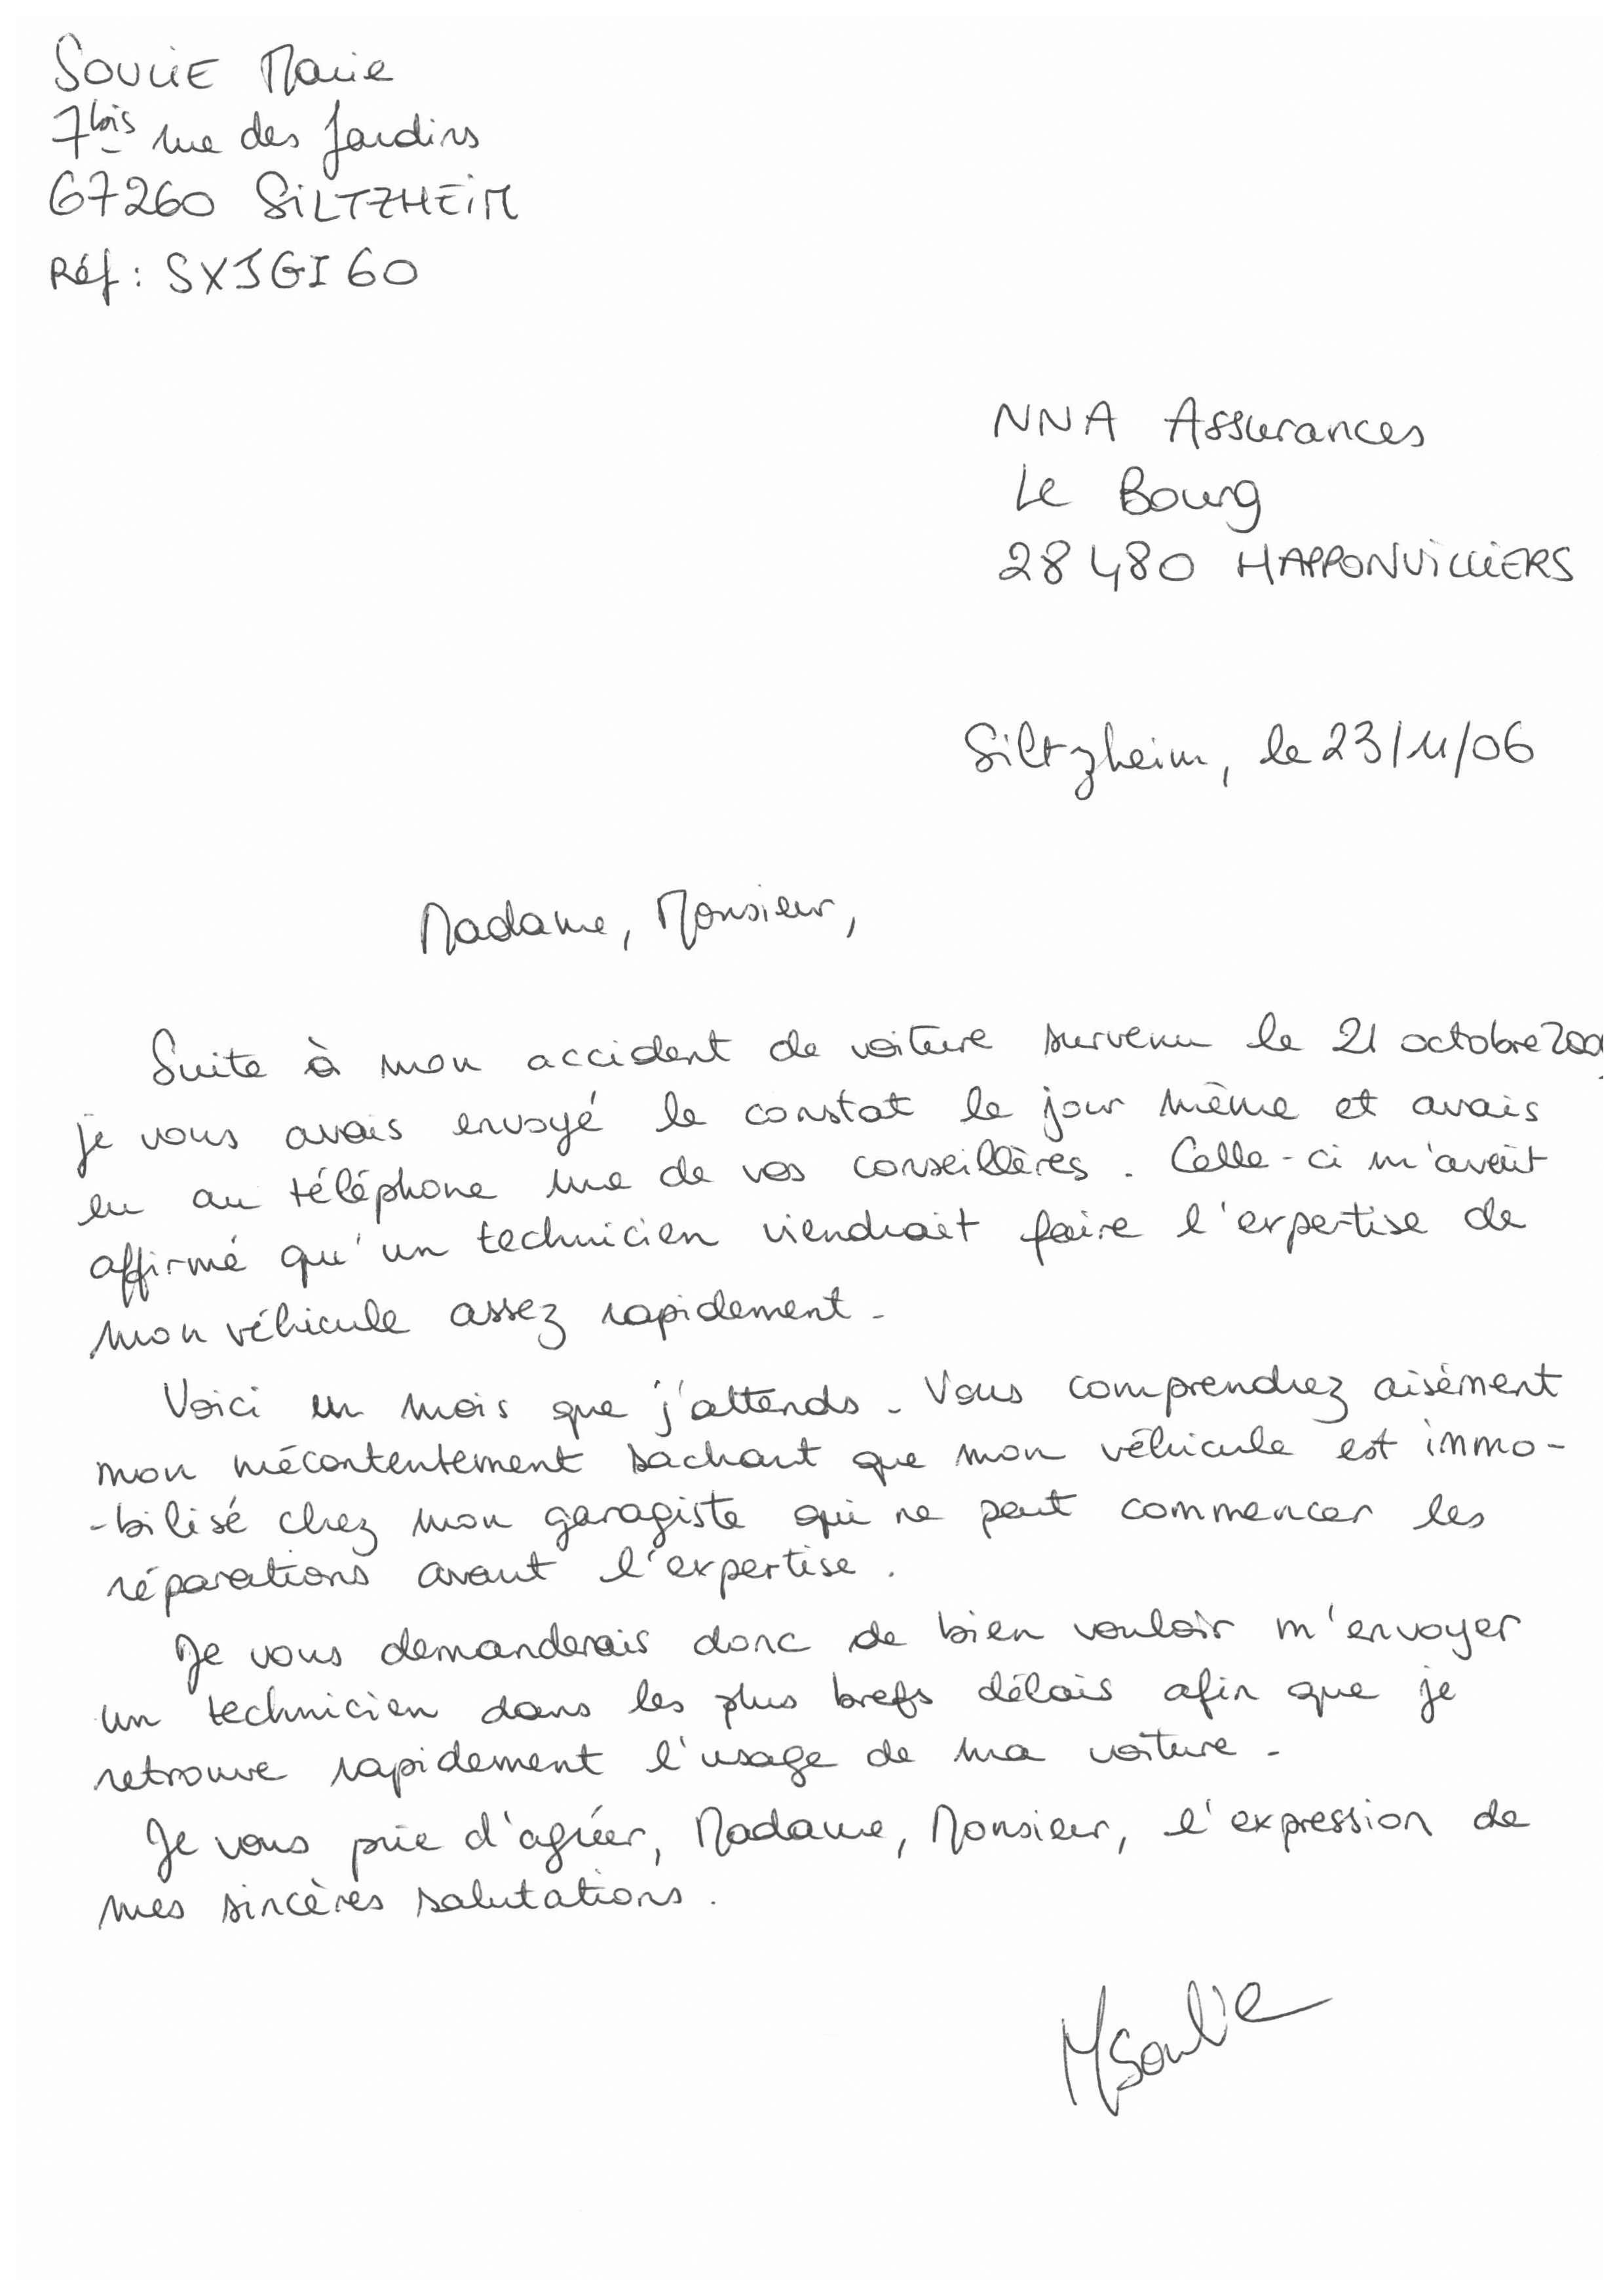 SOULIE Marie
7bis rue des Jardins
67260 SILTZHEIM
Réf : SXJGI60
NNA Assurances
Le Bourg
28480 HAPPONVILLIERS
Siltzheim, le 23/11/06
Madame, Monsieur,
Suite à mon accident de voiture survenu le 21 octobre
je vous avais envoyé le constat le jour même et avais
eu au téléphone une de vos conseillères. Celle-ci m'avait
affirmé qu'un technicien viendrait faire l'expertise de
mon véhicule assez rapidement.
Voici un mois que j'attends. Vous comprendrez aisément
mon mécontentement sachant que mon véhicule est immo-
-bilisé chez mon garagiste qui ne peut commencer les
réparations avant l'expertise.
Je vous demanderais donc de bien vouloir m'envoyer
un technicien dans les plus brefs délais afin que je
retrouve rapidement l'usage de ma voiture.
Je vous prie d'agréer, Madame, Monsieur, l'expression de
mes sincères salutations.
MSoulie